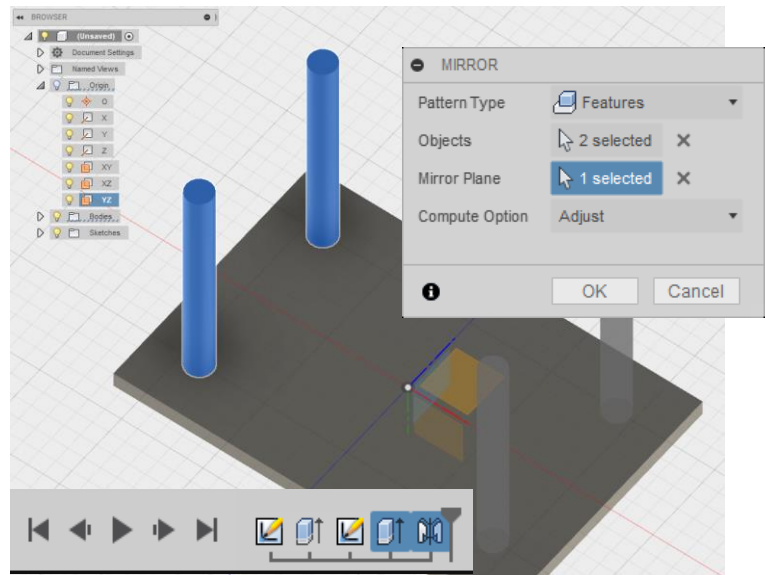 BROWSER
(Unsaved)
Document Settings
Named Views
Origin
O
X
Y
Z
XY
XZ
YZ
Bodies
Sketches
MIRROR
Pattern Type Features
Objects 2 selected
Mirror Plane 1 selected
Compute Option Adjust
OK Cancel